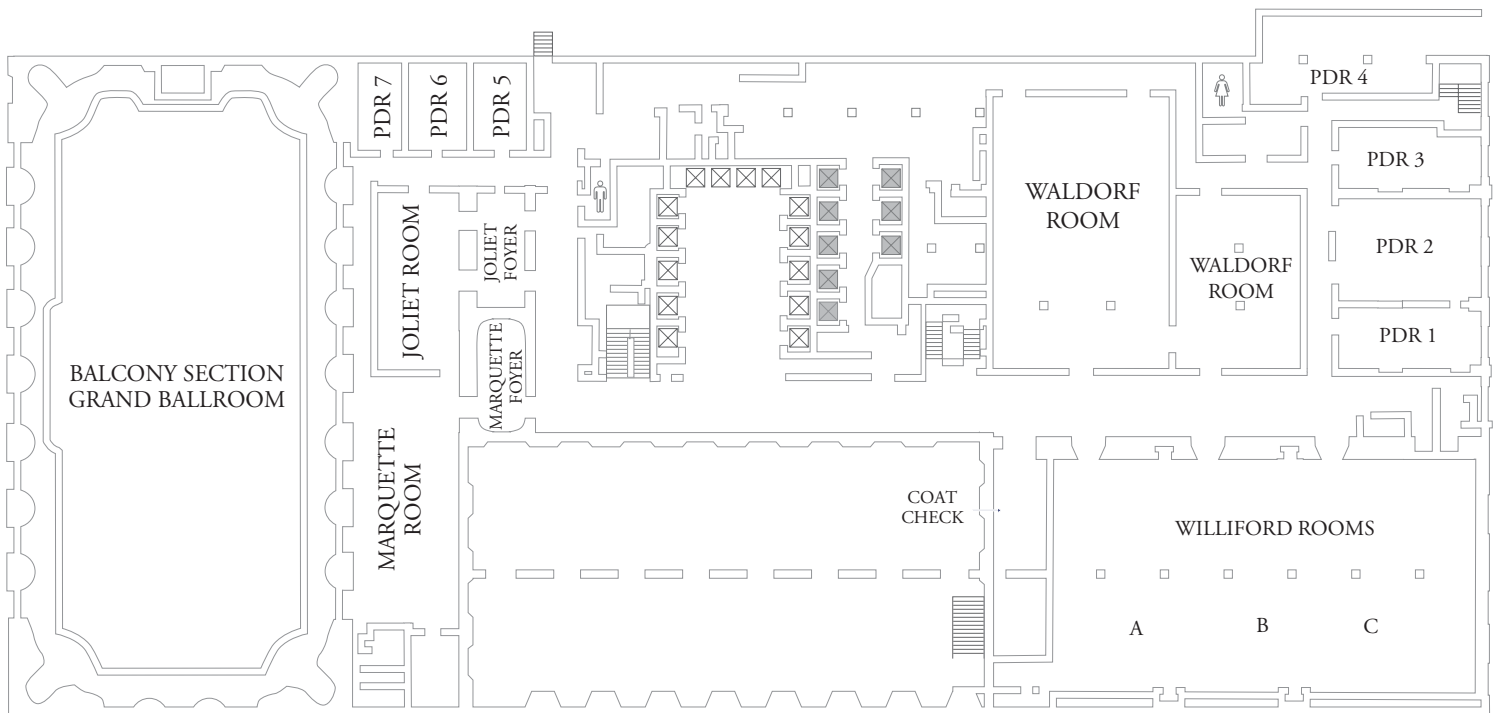 PDR 7
PDR 6
PDR 5
PDR 4
PDR 3
PDR 2
PDR 1
WALDORF
ROOM
WALDORF
ROOM
JOLIET ROOM
JOLIET
FOYER
MARQUETTE
FOYER
BALCONY SECTION
GRAND BALLROOM
MARQUETTE
ROOM
COAT
CHECK
WILLIFORD ROOMS
A
B
C